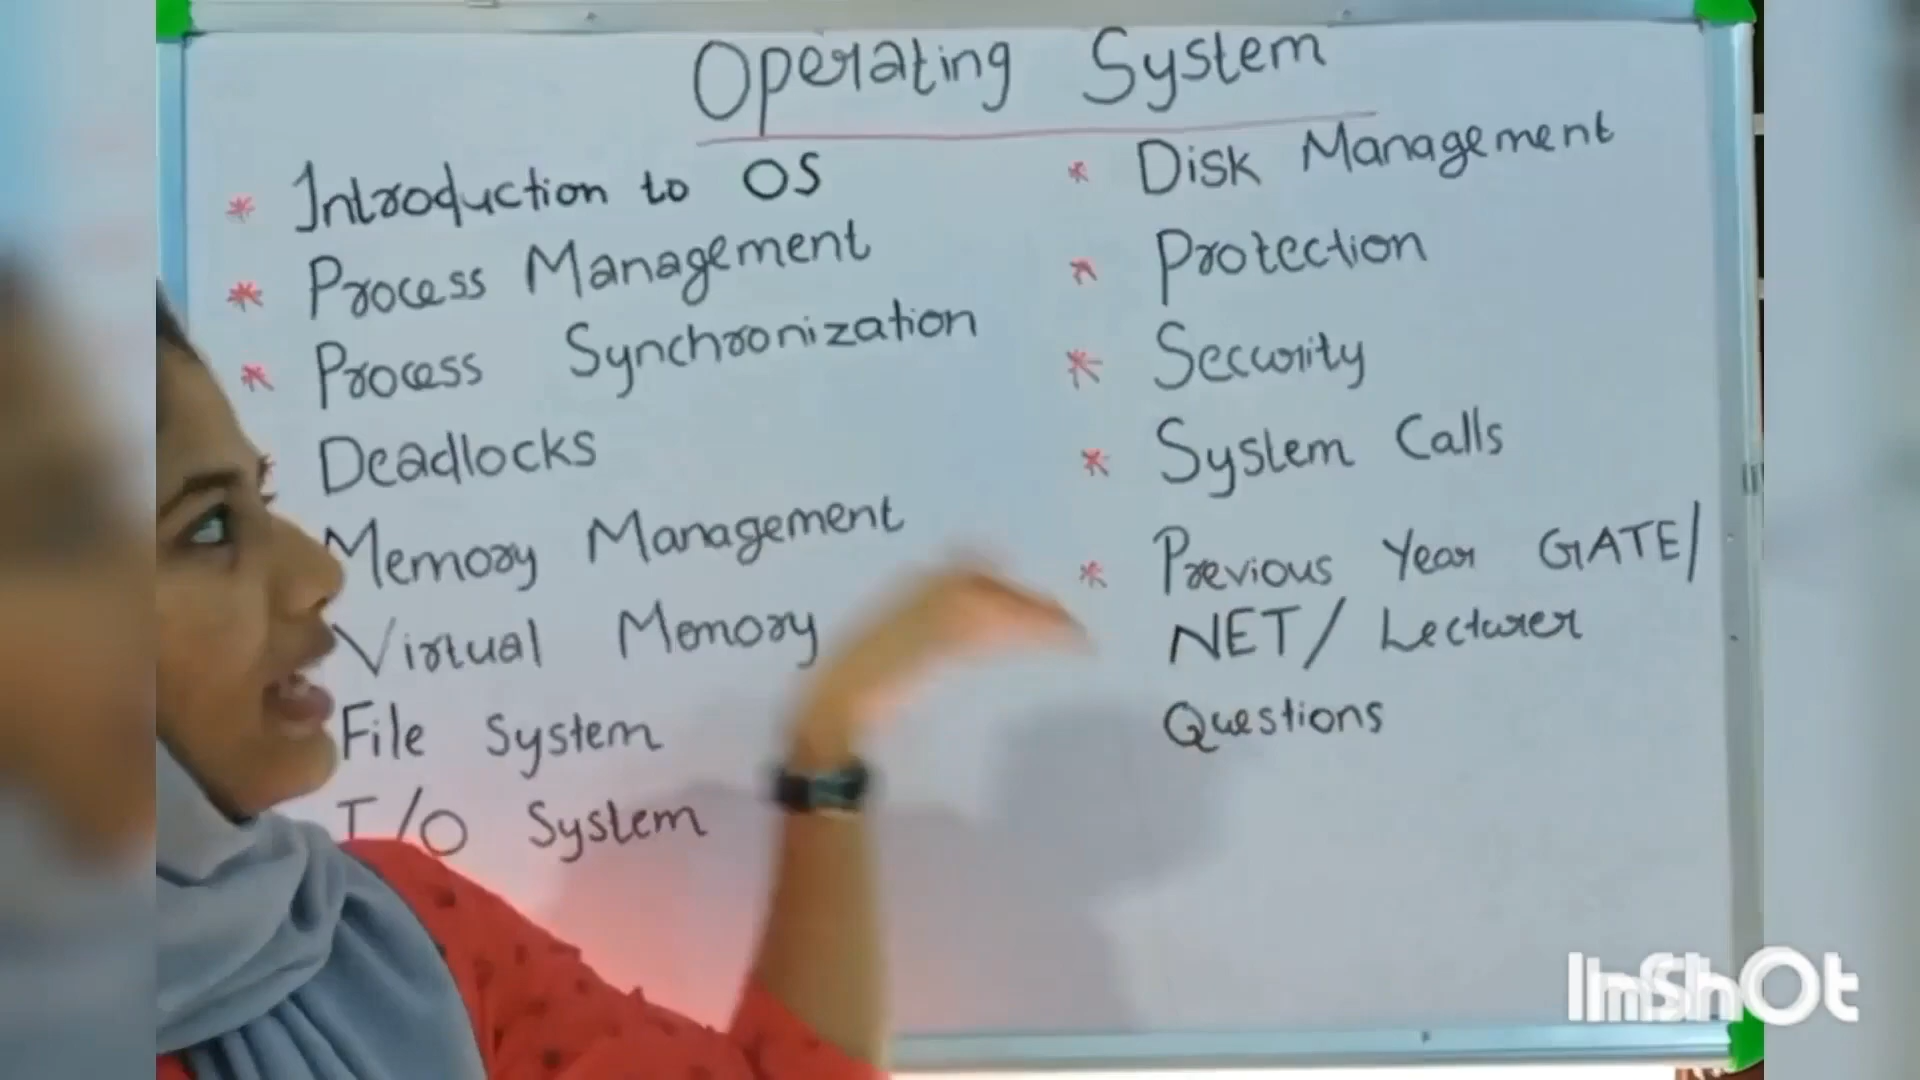 Operating System
* Introduction to OS
* Process Management
* Process Synchronization
Deadlocks
Memory Management
Virtual Memory
File System
I/O System
* Disk Management
* Protection
* Security
* System Calls
* Previous Year GATE/
NET/ Lecturer
Questions
InShOt